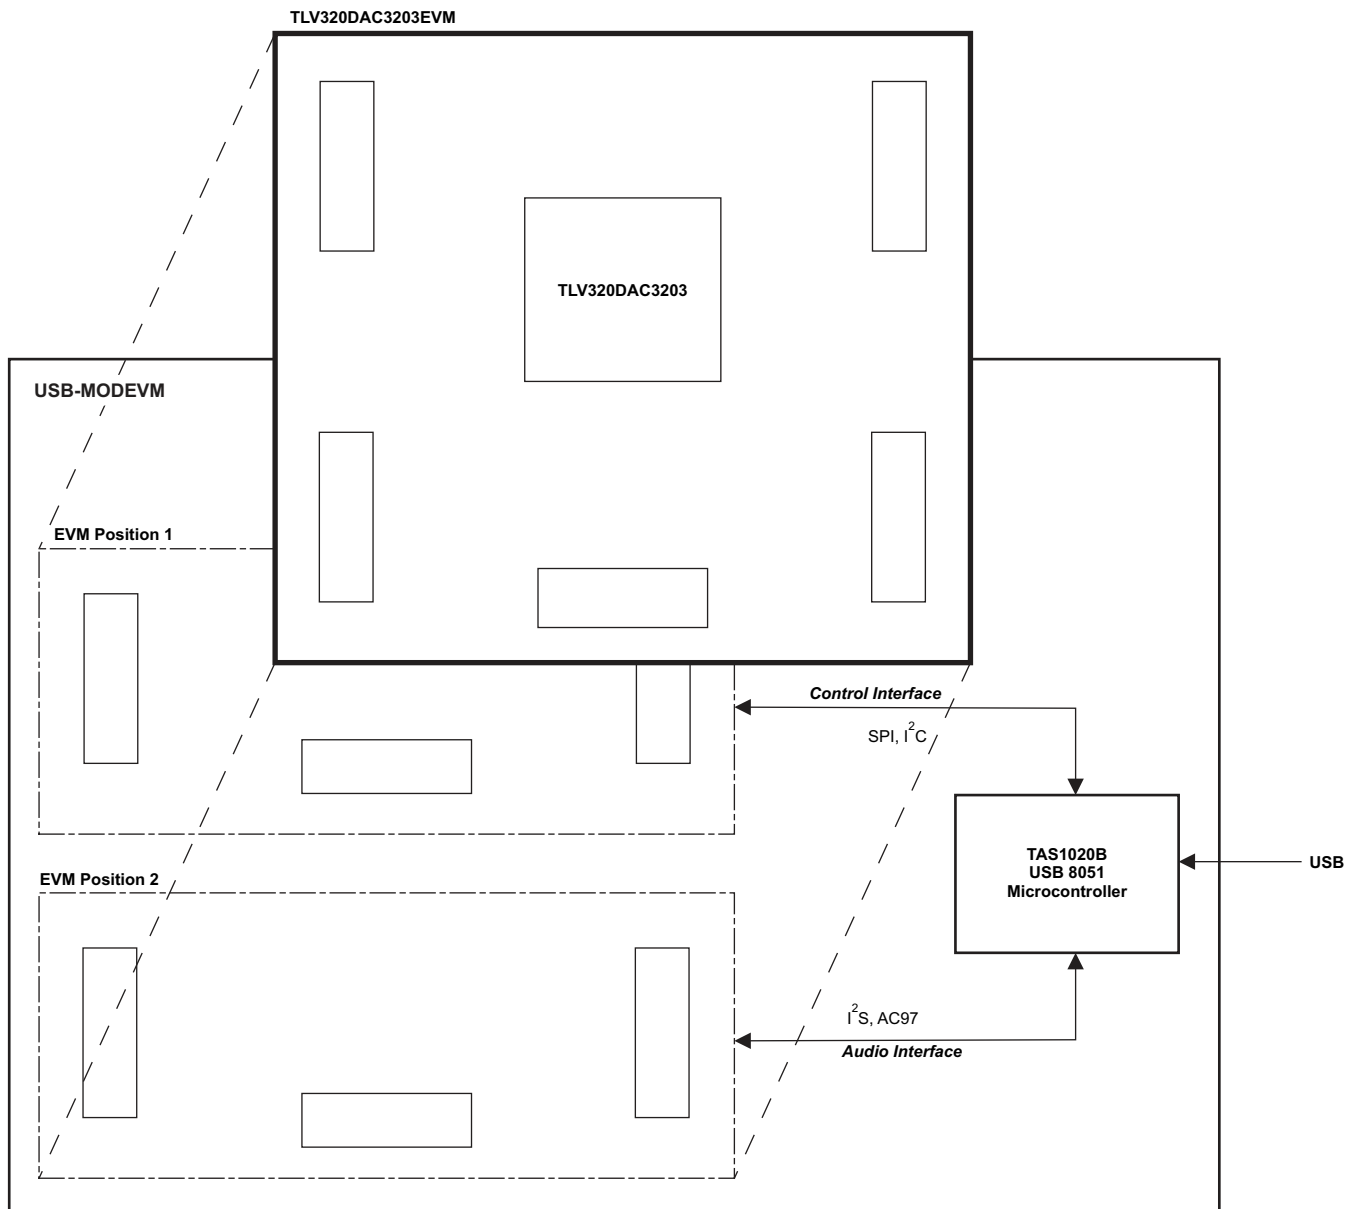 TLV320DAC3203EVM
TLV320DAC3203
USB-MODEVM
EVM Position 1
Control Interface
SPI, I²C
TAS1020B
USB 8051
Microcontroller
USB
EVM Position 2
I²S, AC97
Audio Interface